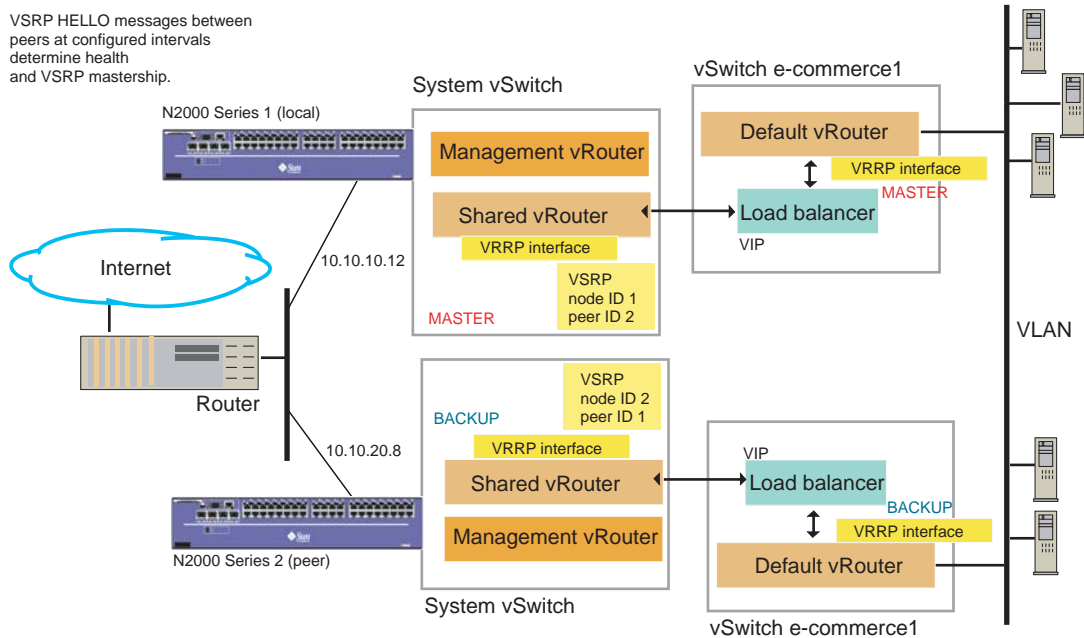 VSRP HELLO messages between
peers at configured intervals
determine health
and VSRP mastership.
N2000 Series 1 (local)
Sun
System vSwitch
Management vRouter
Shared vRouter
VRRP interface
VSRP
node ID 1
peer ID 2
MASTER
vSwitch e-commerce1
Default vRouter
VRRP interface
MASTER
Load balancer
VIP
Internet
10.10.10.12
Router
10.10.20.8
VLAN
VSRP
node ID 2
peer ID 1
BACKUP
VRRP interface
Shared vRouter
Management vRouter
System vSwitch
Sun
N2000 Series 2 (peer)
VIP
Load balancer
BACKUP
VRRP interface
Default vRouter
vSwitch e-commerce1